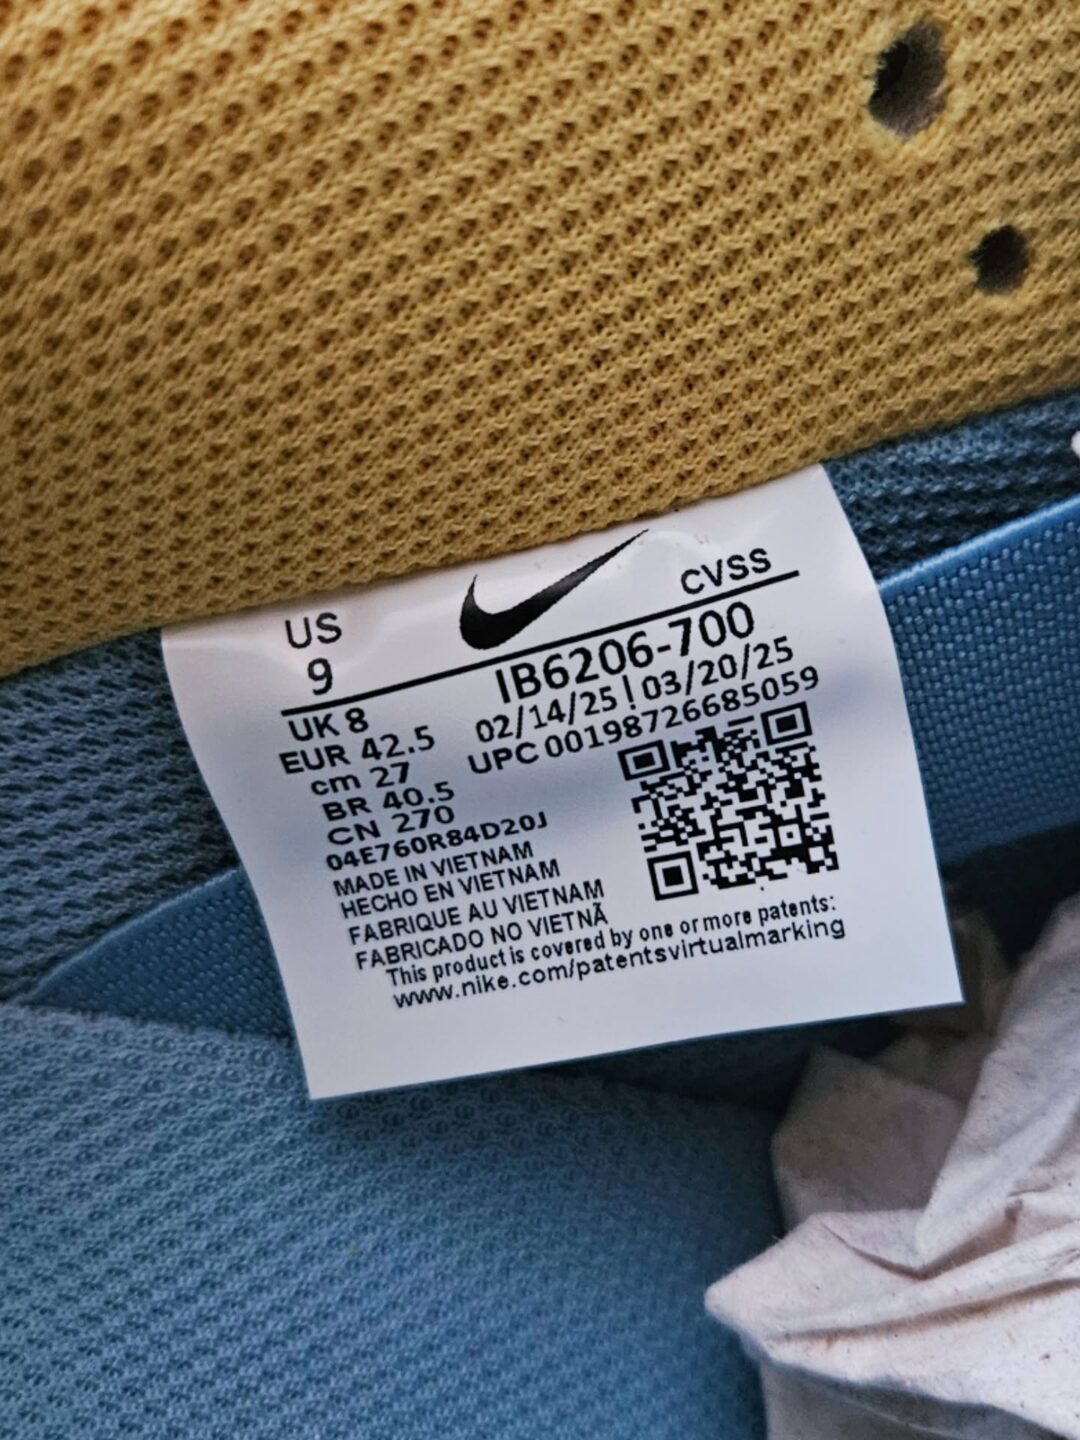 US
9
CVSS
IB6206-700
02/14/25 | 03/20/25
UPC 00198726685059
UK 8
EUR 42.5
cm 27
BR 40.5
CN 270
04E760R84D20J
MADE IN VIETNAM
HECHO EN VIETNAM
FABRIQUE AU VIETNAM
FABRICADO NO VIETNÃ
This product is covered by one or more patents:
www.nike.com/patentsvirtualmarking